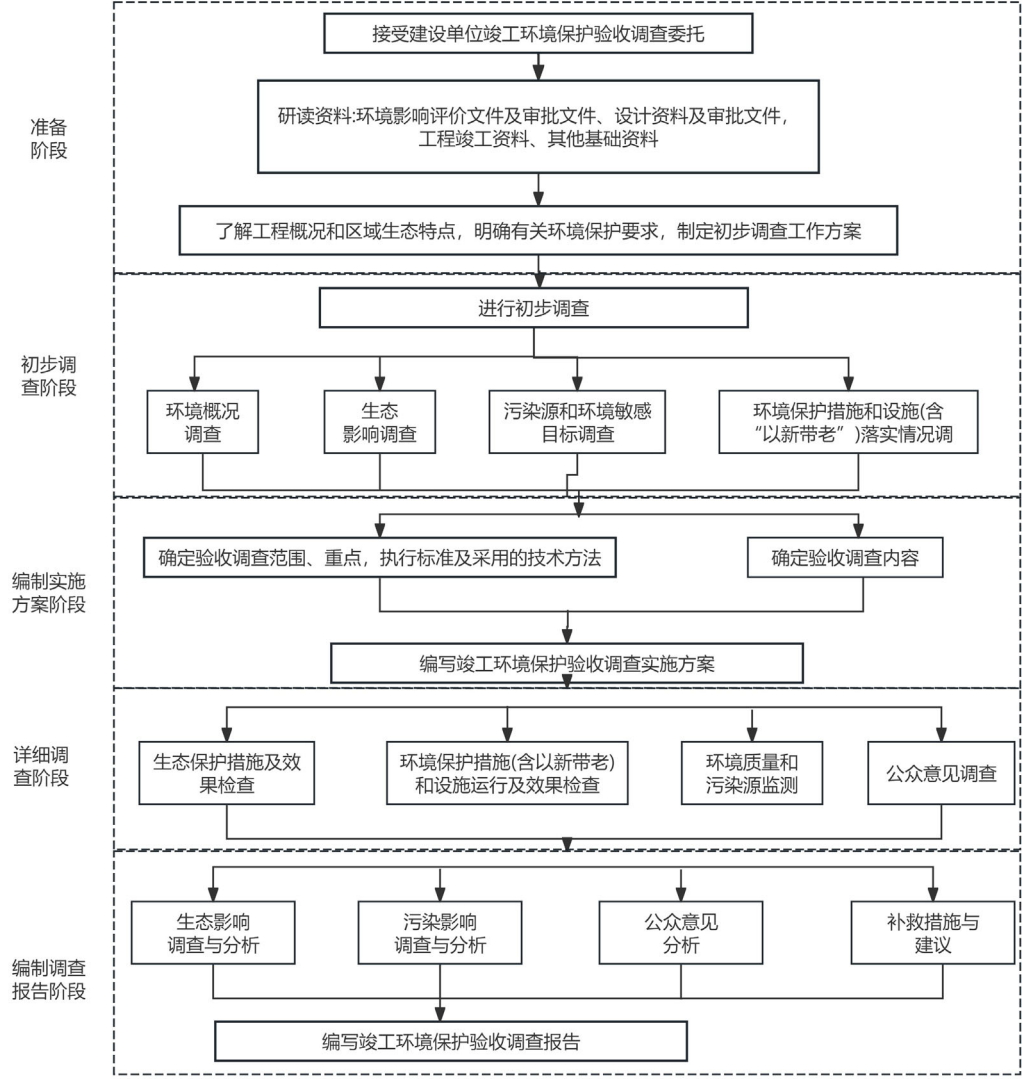 接受建设单位竣工环境保护验收调查委托
准备
阶段
研读资料:环境影响评价文件及审批文件、设计资料及审批文件，
工程竣工资料、其他基础资料
了解工程概况和区域生态特点，明确有关环境保护要求，制定初步调查工作方案
初步调
查阶段
进行初步调查
环境概况
调查
生态
影响调查
污染源和环境敏感
目标调查
环境保护措施和设施(含
“以新带老”)落实情况调
编制实施
方案阶段
确定验收调查范围、重点，执行标准及采用的技术方法
确定验收调查内容
编写竣工环境保护验收调查实施方案
详细调
查阶段
生态保护措施及效
果检查
环境保护措施(含以新带老)
和设施运行及效果检查
环境质量和
污染源监测
公众意见调查
编制调查
报告阶段
生态影响
调查与分析
污染影响
调查与分析
公众意见
分析
补救措施与
建议
编写竣工环境保护验收调查报告